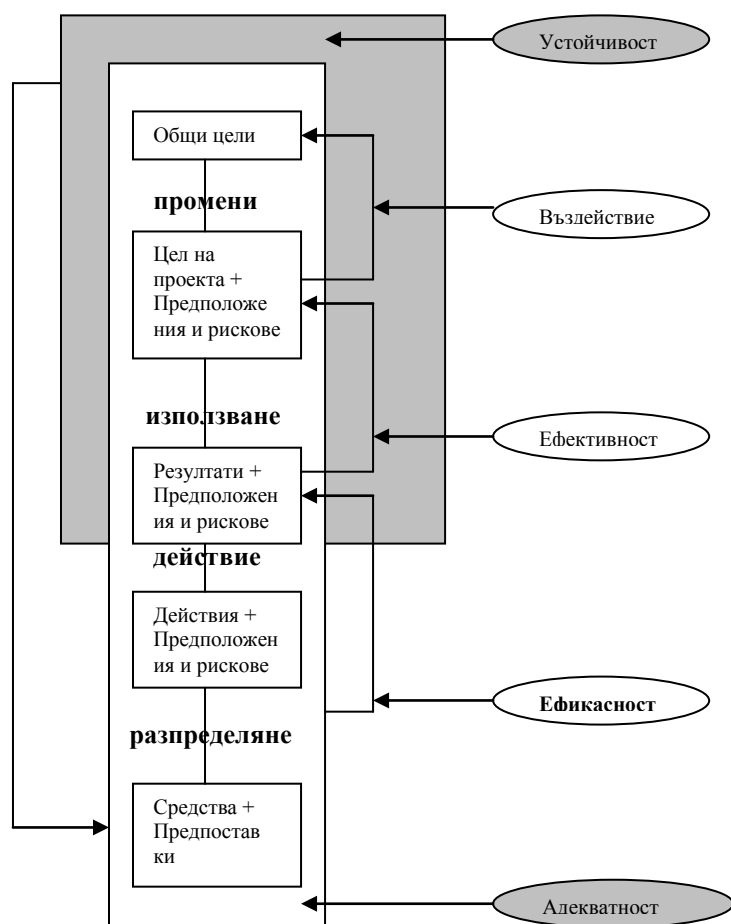 Устойчивост
Общи цели
промени
Въздействие
Цел на
проекта +
Предположе
ния и рискове
използване
Ефективност
Резултати +
Предположен
ия и рискове
действие
Действия +
Предположен
ия и рискове
Ефикасност
разпределяне
Средства +
Предпостав
ки
Адекватност